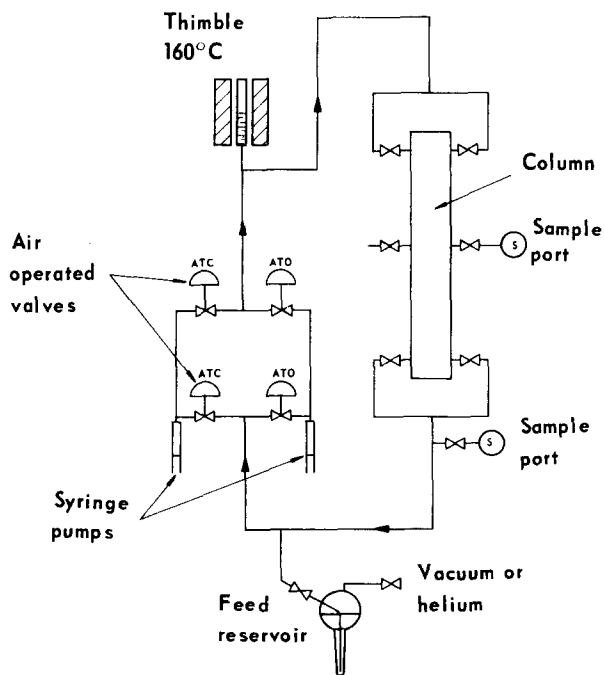 Thimble
160°C
Column
Sample
port
Air
operated
valves
ATC
ATO
ATC
ATO
S
S
Sample
port
Syringe
pumps
Feed
reservoir
Vacuum or
helium